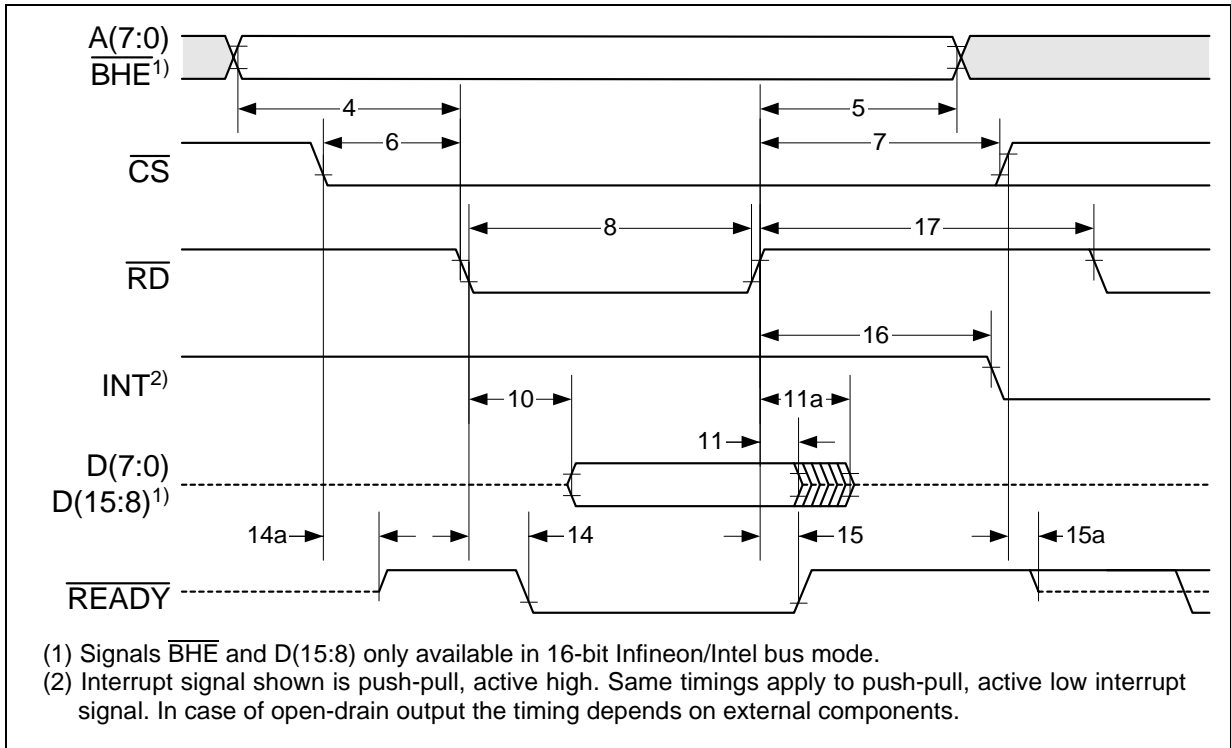 A(7:0)
BHE1)
4
5
6
7
CS
8
17
RD
16
INT2)
10
11a
11
D(7:0)
D(15:8)1)
14a
14
15
15a
READY
(1) Signals BHE and D(15:8) only available in 16-bit Infineon/Intel bus mode.
(2) Interrupt signal shown is push-pull, active high. Same timings apply to push-pull, active low interrupt
signal. In case of open-drain output the timing depends on external components.